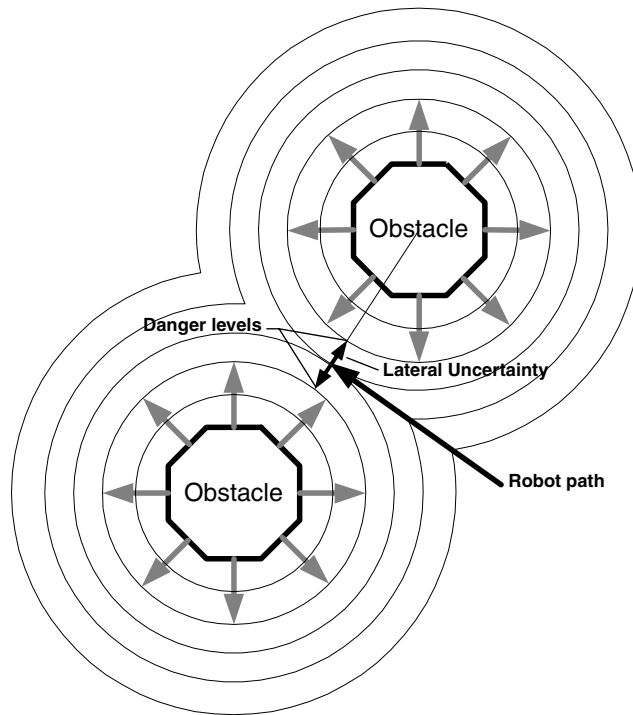 Obstacle
Danger levels
Lateral Uncertainty
Robot path
Obstacle